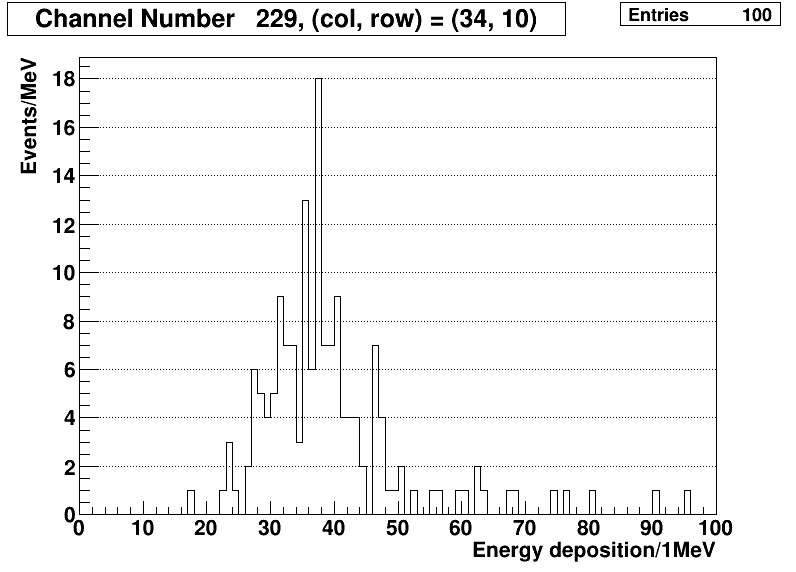 Channel Number 229, (col, row) = (34, 10)
Entries 100
Events/MeV
18
16
14
12
10
8
6
4
2
0
0 10 20 30 40 50 60 70 80 90 100
Energy deposition/1MeV